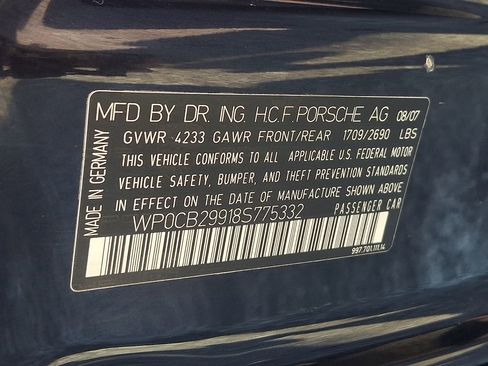 MFD BY DR. ING. H.C.F. PORSCHE AG 08/07
GVWR 4233 GAWR FRONT/REAR 1709/2690 LBS
THIS VEHICLE CONFORMS TO ALL APPLICABLE U.S. FEDERAL MOTOR
VEHICLE SAFETY, BUMPER, AND THEFT PREVENTION STANDARDS
IN EFFECT ON THE DATE OF MANUFACTURE SHOWN ABOVE
WP0CB29918S775332 PASSENGER CAR
MADE IN GERMANY
997.701.111.14